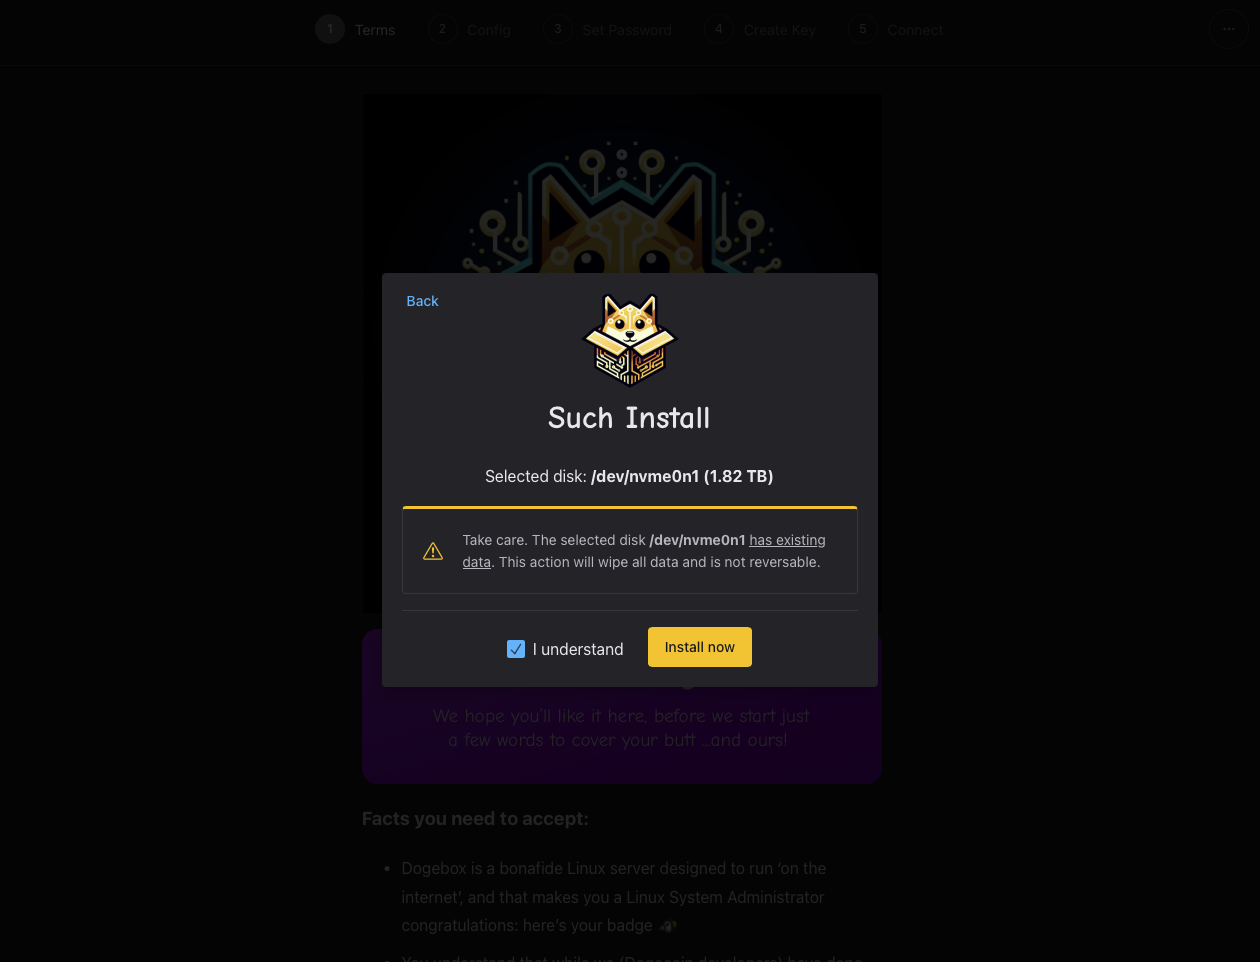 1 Terms 2 Config 3 Set Password 4 Create Key 5 Connect
Back
Such Install
Selected disk: /dev/nvme0n1 (1.82 TB)
Take care. The selected disk /dev/nvme0n1 has existing
data. This action will wipe all data and is not reversable.
I understand Install now
We hope you'll like it here, before we start just
a few words to cover your butt ...and ours!
Facts you need to accept:
• Dogebox is a bonafide Linux server designed to run 'on the
internet', and that makes you a Linux System Administrator
congratulations: here's your badge
• You understand that while we (Dogecoin developers) have done